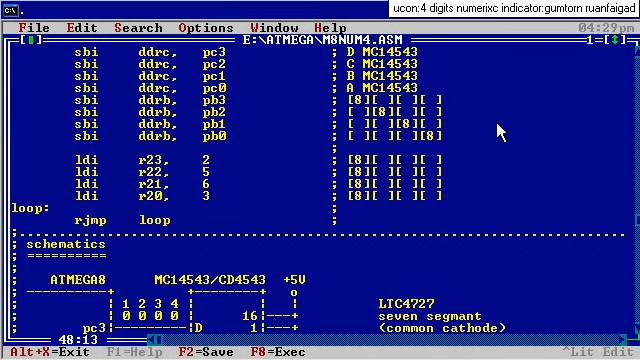 C:\ .
ucon:4 digits numerixc indicator:gumtorn ruanfaigad
File Edit Search Options Window Help 04:29pm
[▮] E:\ATMEGA\M8NUM4.ASM 1=[↕]
sbi ddrc, pc3 ; D MC14543
sbi ddrc, pc2 ; C MC14543
sbi ddrc, pc1 ; B MC14543
sbi ddrc, pc0 ; A MC14543
sbi ddrb, pb3 ; [8][ ][ ][ ]
sbi ddrb, pb2 ; [ ][8][ ][ ]
sbi ddrb, pb1 ; [ ][ ][8][ ]
sbi ddrb, pb0 ; [ ][ ][ ][8]
;
ldi r23, 2 ; [8][ ][ ][ ]
ldi r22, 5 ; [8][ ][ ][ ]
ldi r21, 6 ; [8][ ][ ][ ]
ldi r20, 3 ; [8][ ][ ][ ]
loop: ;
rjmp loop ;
;................................................................................
; schematics
; ==========
;
; ATMEGA8 MC14543/CD4543 +5V
; ----------+ +---------+ o
; ¦ 1 2 3 4 ¦ ¦ ¦ LTC4727
; ¦ 0 0 0 0 ¦ 16¦---+ seven segmant
; pc3¦---------¦D 1¦---+ (common cathode)
48:13
Alt+X=Exit F1=Help F2=Save F8=Exec ^Lit Edit